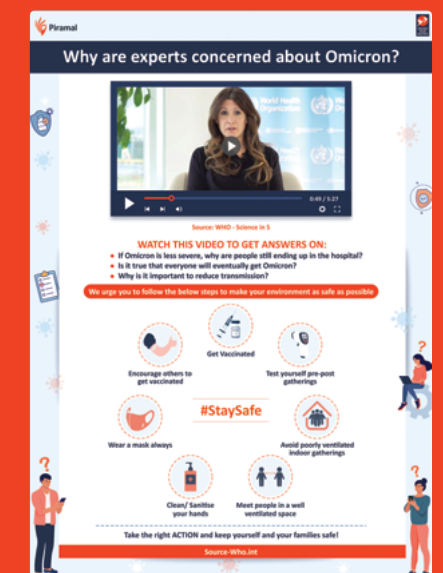 Piramal
Why are experts concerned about Omicron?
World Health
Organization
0:49 / 5:27
Source: WHO - Science in 5
WATCH THIS VIDEO TO GET ANSWERS ON:
• If Omicron is less severe, why are people still ending up in the hospital?
• Is it true that everyone will eventually get Omicron?
• Why is it important to reduce transmission?
We urge you to follow the below steps to make your environment as safe as possible
Get Vaccinated
Encourage others to
get vaccinated
Test yourself pre-post
gatherings
#StaySafe
Wear a mask always
Avoid poorly ventilated
indoor gatherings
Clean/ Sanitise
your hands
Meet people in a well
ventilated space
Take the right ACTION and keep yourself and your families safe!
Source-Who.int